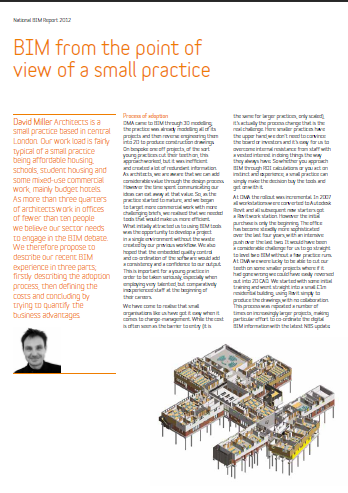 National BIM Report 2012
BIM from the point of
view of a small practice
David Miller Architects is a
small practice based in central
London. Our work load is fairly
typical of a small practice
being affordable housing,
schools, student housing and
some mixed-use commercial
work, mainly budget hotels.
As more than three quarters
of architects work in offices
of fewer than ten people
we believe our sector needs
to engage in the BIM debate.
We therefore propose to
describe our recent BIM
experience in three parts;
firstly describing the adoption
process, then defining the
costs and concluding by
trying to quantify the
business advantages.
Process of adoption
DMA came to BIM through 3D modelling,
the practice was already modelling all of its
projects and then reverse engineering them
into 2D to produce construction drawings.
On bespoke one off projects, of the sort
young practices cut their teeth on, this
approach worked, but it was inefficient
and created a lot of redundant information.
As architects, we are aware that we can add
considerable value through the design process.
However the time spent communicating our
ideas can eat away at that value. So, as the
practice started to mature, and we began
to target more commercial work with more
challenging briefs, we realised that we needed
tools that would make us more efficient.
What initially attracted us to using BIM tools
was the opportunity to develop a project
in a single environment without the waste
created by our previous workflow. We also
hoped that the embedded quality control
and co-ordination of the software would add
a consistency and a confidence to our output.
This is important for a young practice in
order to be taken seriously, especially when
employing very talented, but comparatively
inexperienced staff at the beginning of
their careers.
We have come to realise that small
organisations like us have got it easy when it
comes to change-management. While the cost
is often seen as the barrier to entry (it is
the same for larger practices, only scaled),
it's actually the process change that is the
real challenge. Here smaller practices have
the upper hand, we don't need to convince
the board or investors and it's easy for us to
overcome internal resistance from staff with
a vested interest in doing things the way
they always have. So whether you approach
BIM through ROI calculations or you act on
instinct and experience, a small practice can
simply make the decision, buy the tools and
get on with it.
At DMA the rollout was incremental. In 2007
all workstations were converted to Autodesk
Revit and all subsequent new starters got
a Revit work station. However the initial
purchase is only the beginning. The office
has become steadily more sophisticated
over the last four years, with an intensive
push over the last two. It would have been
a considerable challenge for us to go straight
to level two BIM without a few practice runs.
At DMA we were lucky to be able to cut our
teeth on some smaller projects where if it
had gone wrong we could have easily reversed
out into 2D CAD. We started with some initial
training and went straight into a small £1m
residential building, using Revit simply to
produce the drawings, with no collaboration.
This process was repeated a number of
times on increasingly larger projects, making
particular effort to co-ordinate the digital
BIM information with the latest NBS update